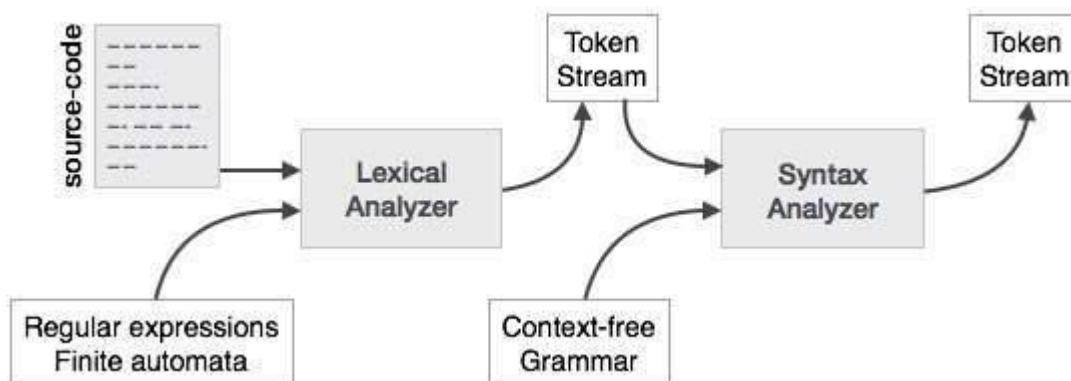 source-code
Token
Stream
Token
Stream
Lexical
Analyzer
Syntax
Analyzer
Regular expressions
Finite automata
Context-free
Grammar